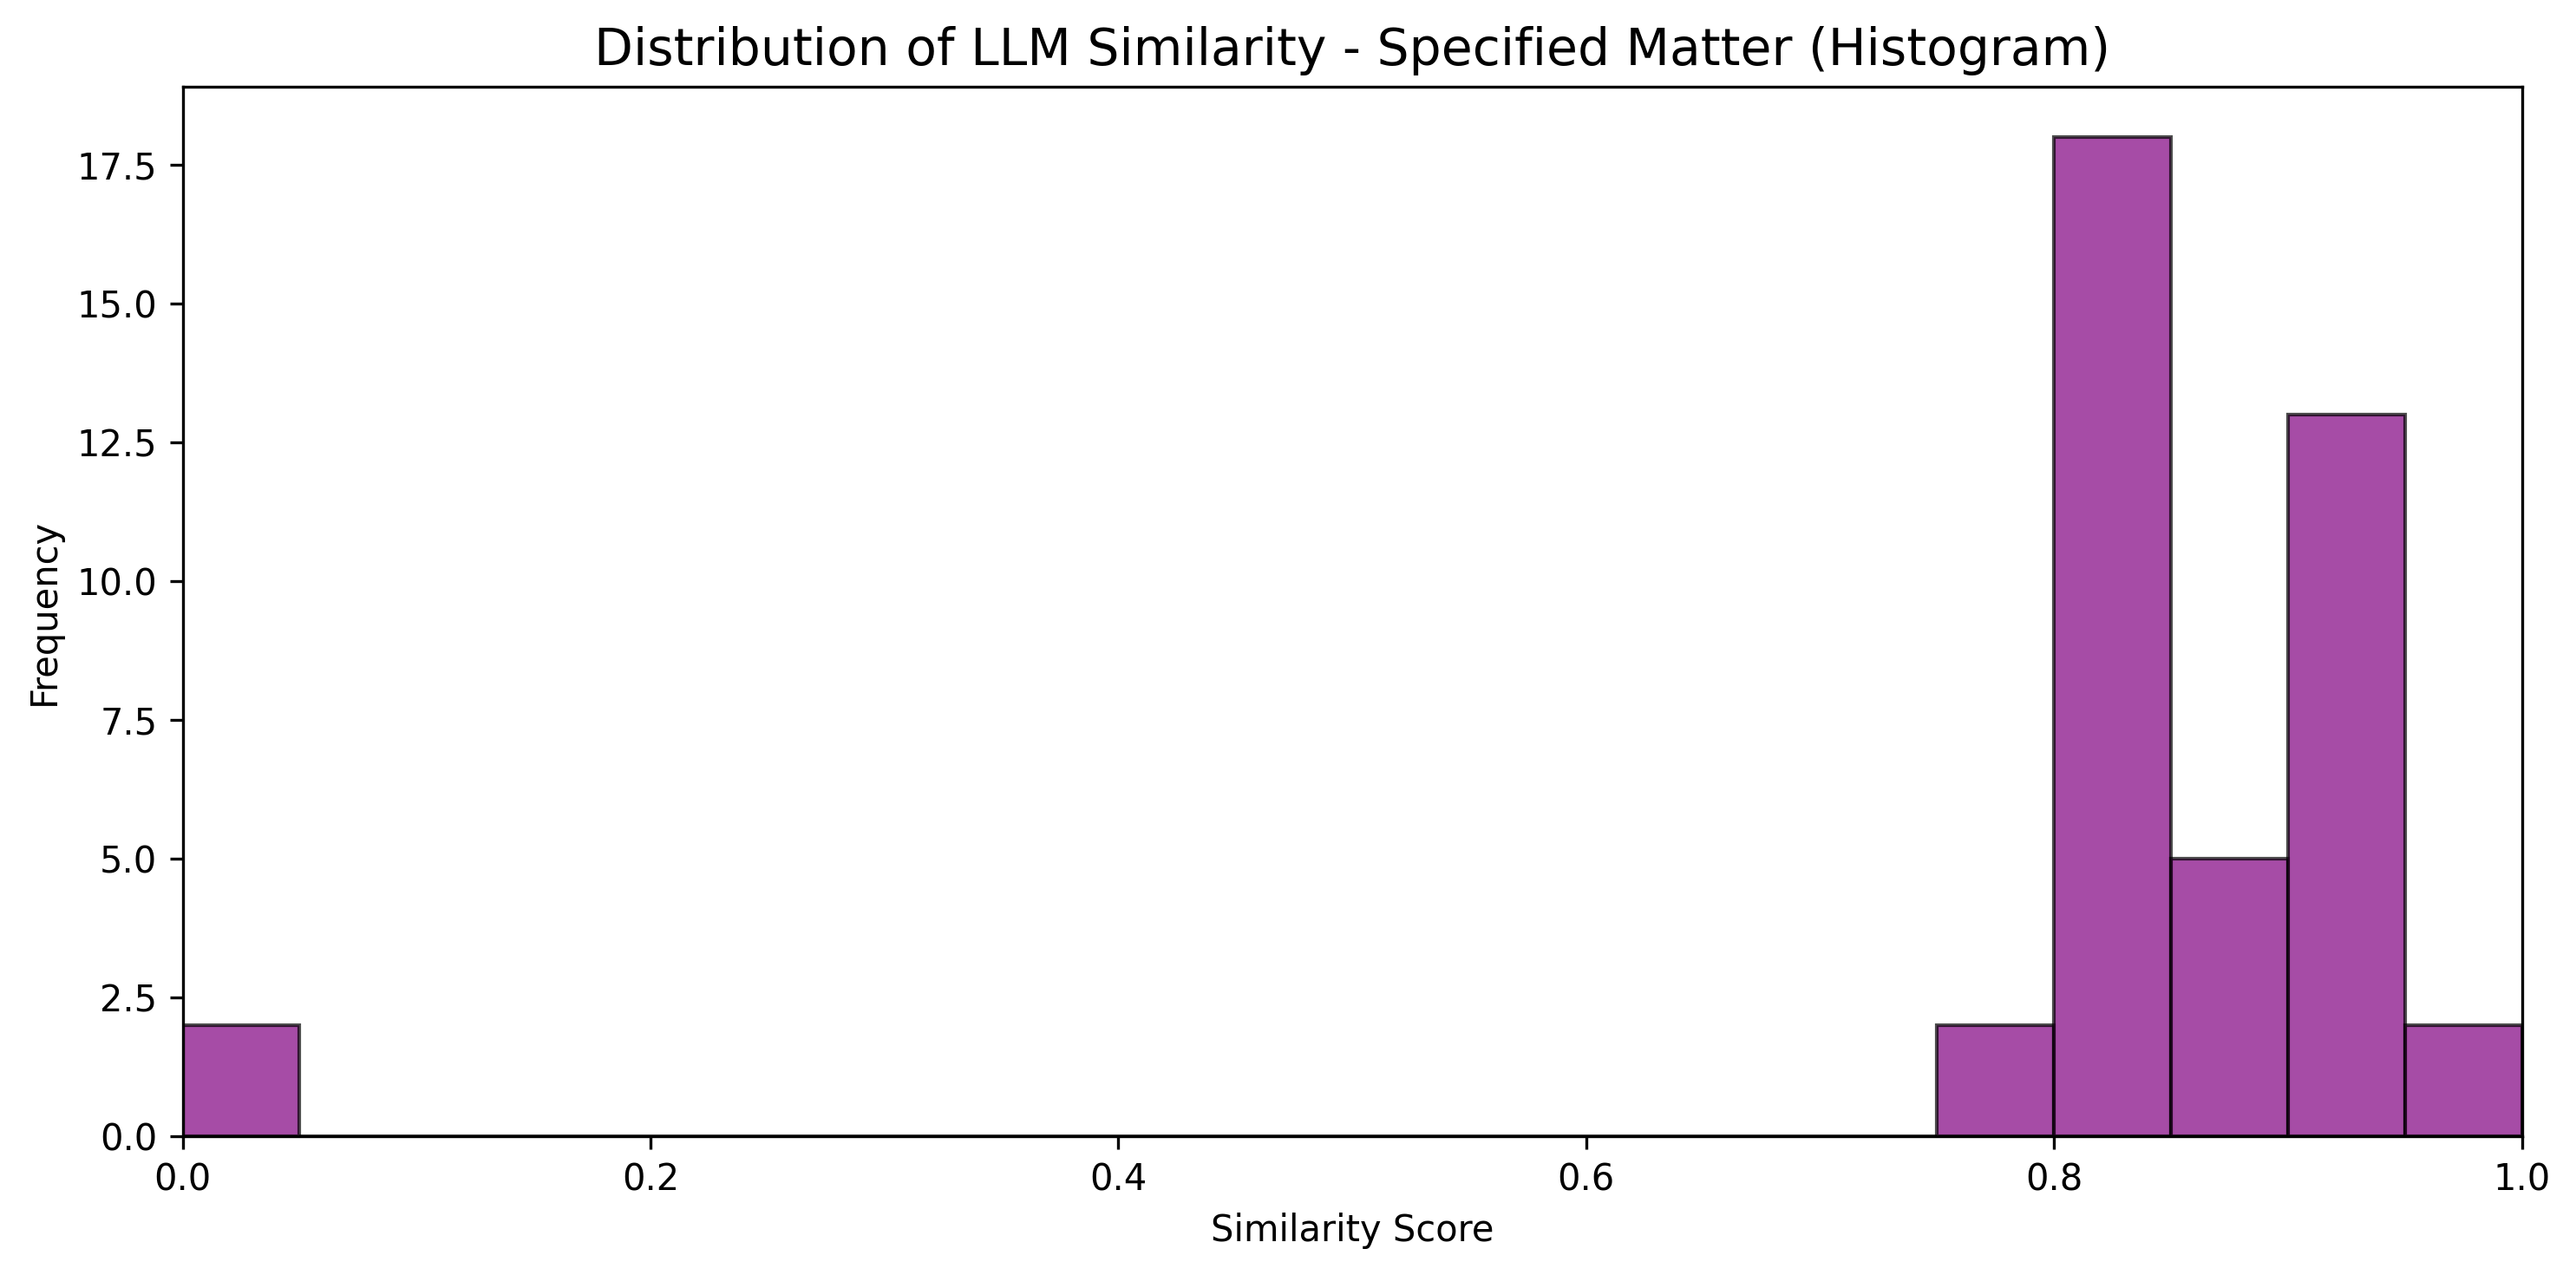 Distribution of LLM Similarity - Specified Matter (Histogram)
17.5
15.0
12.5
10.0
7.5
5.0
2.5
0.0
Frequency
0.0 0.2 0.4 0.6 0.8 1.0
Similarity Score